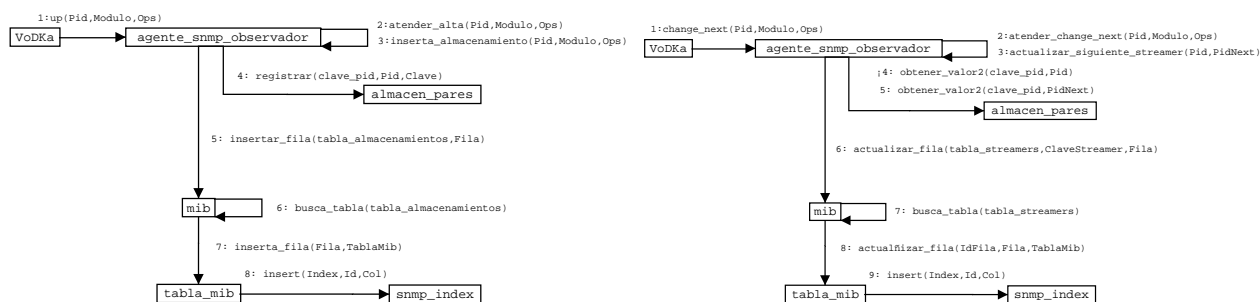 1:up(Pid,Modulo,Ops)
VoDKa
agente_snmp_observador
2:atender_alta(Pid,Modulo,Ops)
3:inserta_almacenamiento(Pid,Modulo,Ops)
4: registrar(clave_pid,Pid,Clave)
almacen_pares
5: insertar_fila(tabla_almacenamientos,Fila)
mib
6: busca_tabla(tabla_almacenamientos)
7: inserta_fila(Fila,TablaMib)
8: insert(Index,Id,Col)
tabla_mib
snmp_index
1:change_next(Pid,Modulo,Ops)
VoDKa
agente_snmp_observador
2:atender_change_next(Pid,Modulo,Ops)
3:actualizar_siguiente_streamer(Pid,PidNext)
¡4: obtener_valor2(clave_pid,Pid)
5: obtener_valor2(clave_pid,PidNext)
almacen_pares
6: actualizar_fila(tabla_streamers,ClaveStreamer,Fila)
mib
7: busca_tabla(tabla_streamers)
8: actualñizar_fila(IdFila,Fila,TablaMib)
9: insert(Index,Id,Col)
tabla_mib
snmp_index